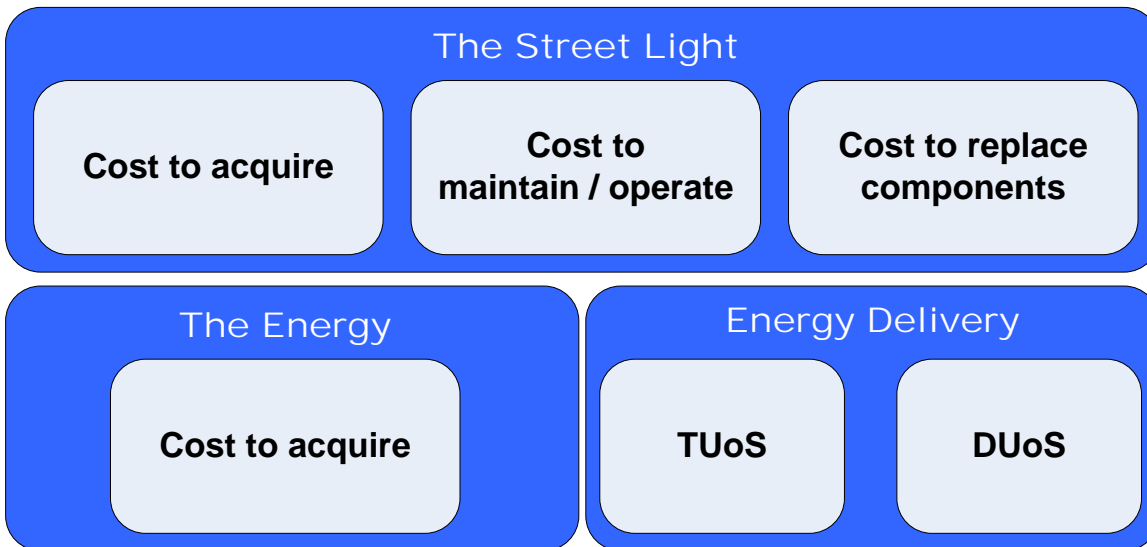 The Street Light
Cost to acquire
Cost to
maintain / operate
Cost to replace
components
The Energy
Cost to acquire
Energy Delivery
TUoS
DUoS